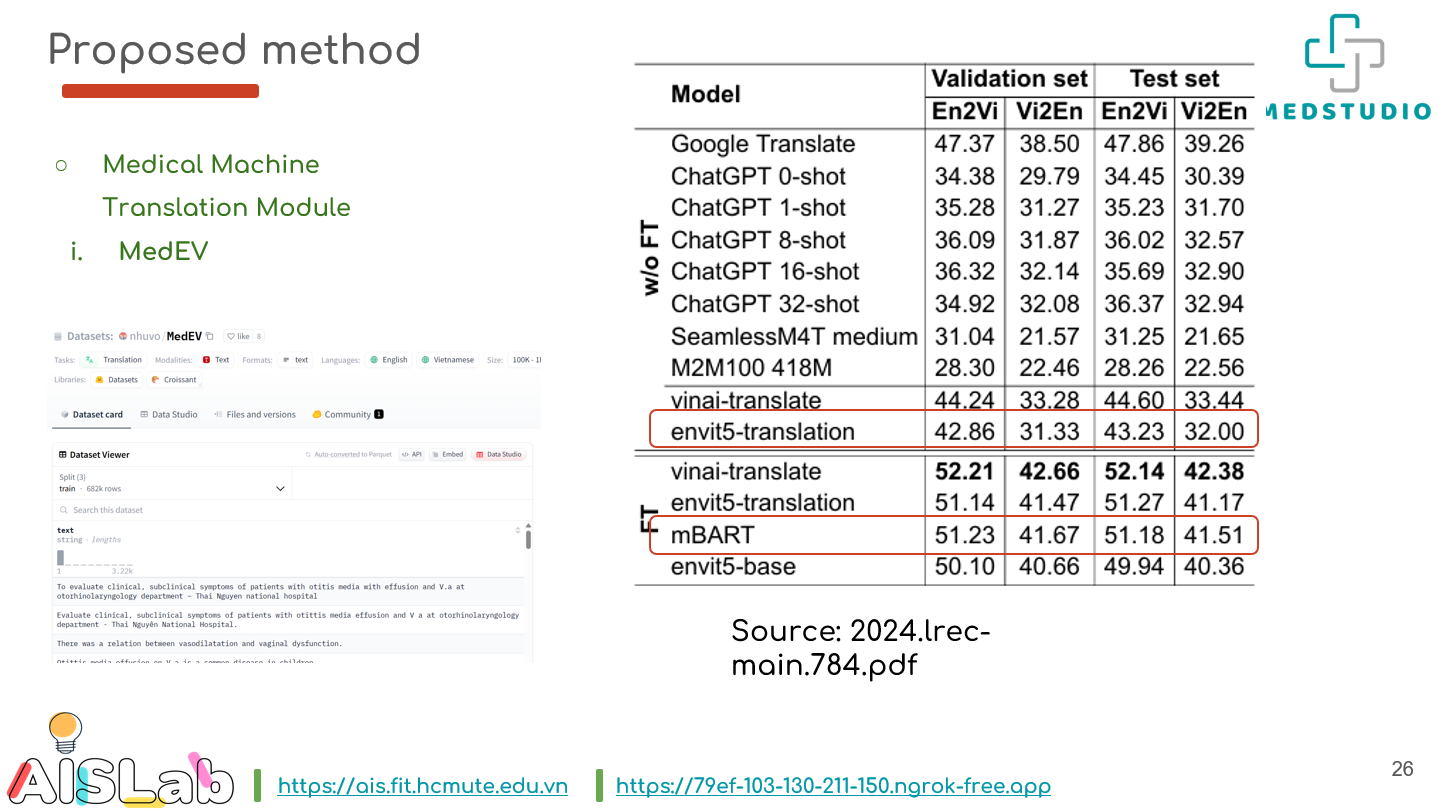 Proposed method
MEDSTUDIO
○ Medical Machine
Translation Module
i. MedEV
Datasets: nhuvo/MedEV like 8
Tasks: Translation Modalities: Text Formats: text Languages: English Vietnamese Size: 100K - 1
Libraries: Datasets Croissant
Dataset card Data Studio Files and versions Community 1
Dataset Viewer Auto-converted to Parquet API Embed Data Studio
Split (3)
train · 682k rows
Search this dataset
text
string · lengths
1 3.22k
To evaluate clinical, subclinical symptoms of patients with otitis media with effusion and V.a at
otorhinolaryngology department – Thai Nguyen national hospital
Evaluate clinical, subclinical symptoms of patients with otittis media effusion and V a at otorhinolaryngology
department - Thai Nguyên National Hospital.
There was a relation between vasodilatation and vaginal dysfunction.
Otittis media effusion on V.a is a common disease in children
Model Validation set Test set
En2Vi Vi2En En2Vi Vi2En
w/o FT
Google Translate 47.37 38.50 47.86 39.26
ChatGPT 0-shot 34.38 29.79 34.45 30.39
ChatGPT 1-shot 35.28 31.27 35.23 31.70
ChatGPT 8-shot 36.09 31.87 36.02 32.57
ChatGPT 16-shot 36.32 32.14 35.69 32.90
ChatGPT 32-shot 34.92 32.08 36.37 32.94
SeamlessM4T medium 31.04 21.57 31.25 21.65
M2M100 418M 28.30 22.46 28.26 22.56
vinai-translate 44.24 33.28 44.60 33.44
envit5-translation 42.86 31.33 43.23 32.00
FT
vinai-translate 52.21 42.66 52.14 42.38
envit5-translation 51.14 41.47 51.27 41.17
mBART 51.23 41.67 51.18 41.51
envit5-base 50.10 40.66 49.94 40.36
Source: 2024.lrec-
main.784.pdf
AISLab
https://ais.fit.hcmute.edu.vn
https://79ef-103-130-211-150.ngrok-free.app
26